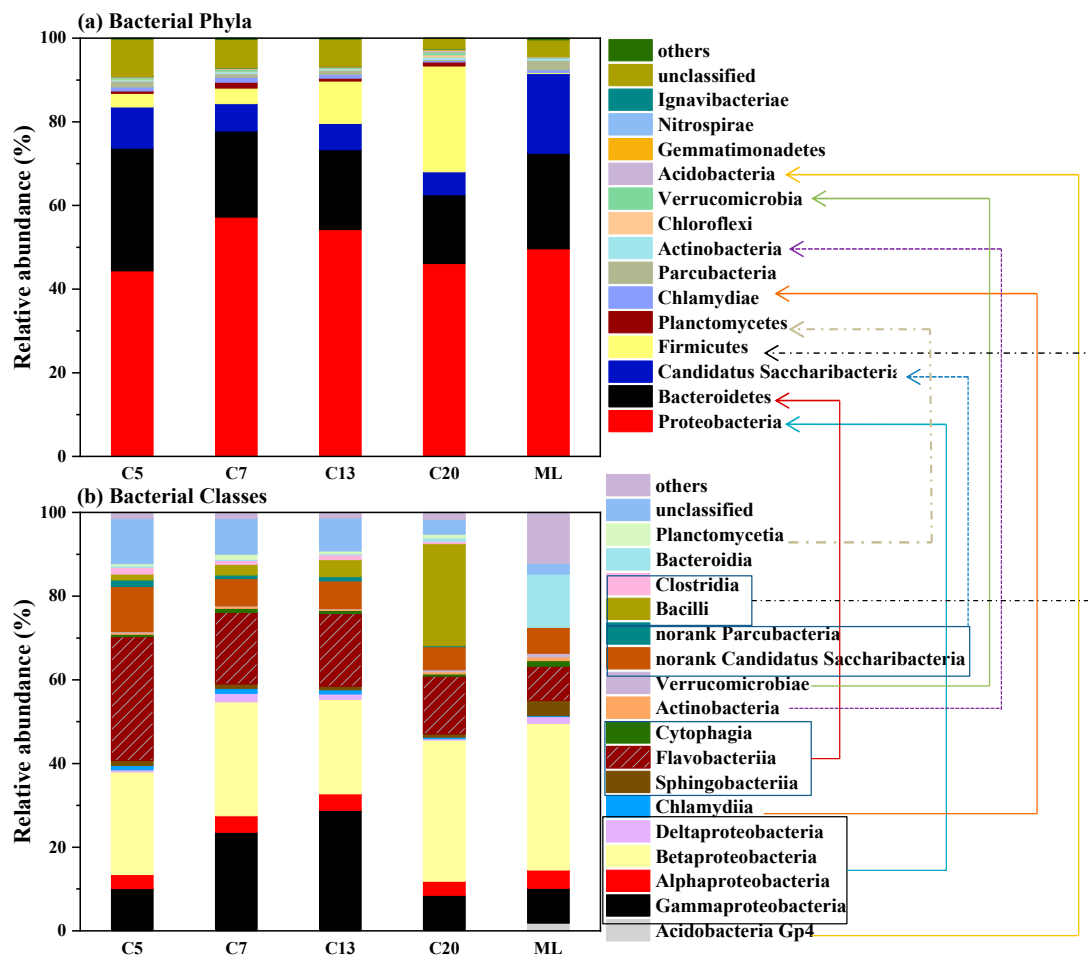 (a) Bacterial Phyla
Relative abundance (%)
100
80
60
40
20
0
C5 C7 C13 C20 ML
others
unclassified
Ignavibacteriae
Nitrospirae
Gemmatimonadetes
Acidobacteria
Verrucomicrobia
Chloroflexi
Actinobacteria
Parcubacteria
Chlamydiae
Planctomycetes
Firmicutes
Candidatus Saccharibacteria
Bacteroidetes
Proteobacteria
(b) Bacterial Classes
Relative abundance (%)
100
80
60
40
20
0
C5 C7 C13 C20 ML
others
unclassified
Planctomycetia
Bacteroidia
Clostridia
Bacilli
norank Parcubacteria
norank Candidatus Saccharibacteria
Verrucomicrobiae
Actinobacteria
Cytophagia
Flavobacteriia
Sphingobacteriia
Chlamydiia
Deltaproteobacteria
Betaproteobacteria
Alphaproteobacteria
Gammaproteobacteria
Acidobacteria Gp4